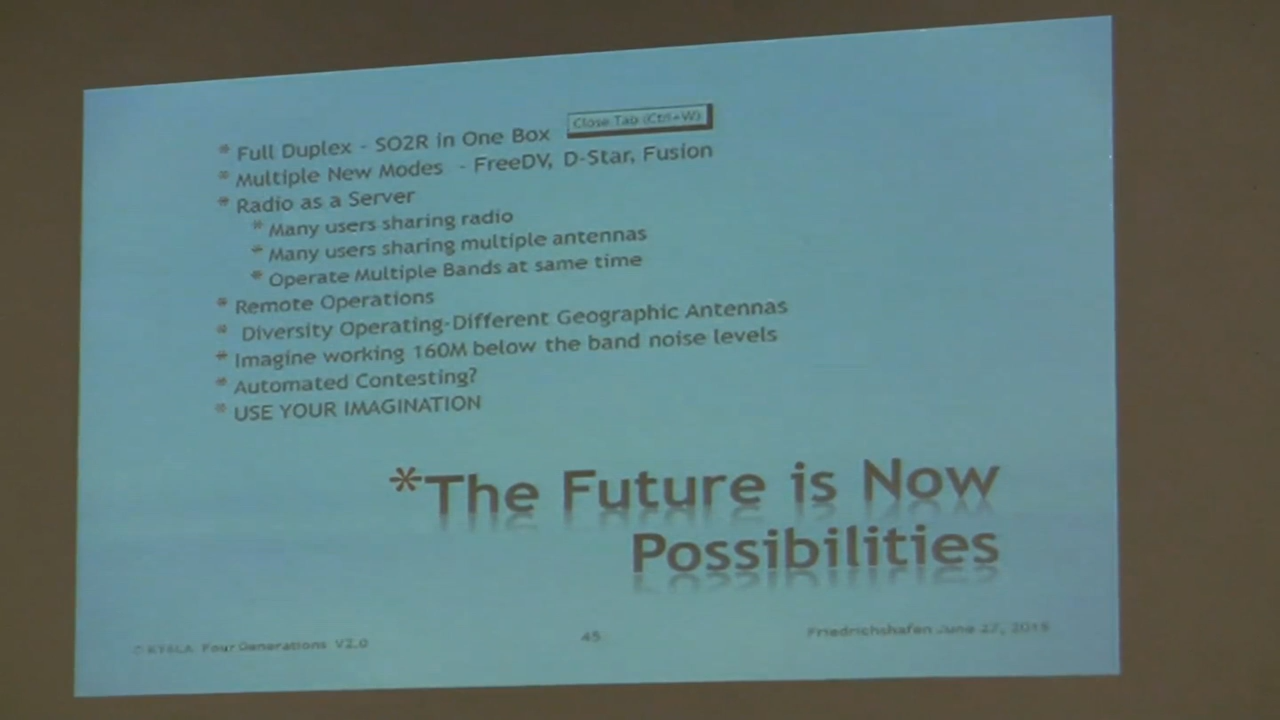 * Full Duplex - SO2R in One Box
Close Tab (Ctrl+W)
* Multiple New Modes - FreeDV, D-Star, Fusion
* Radio as a Server
* Many users sharing radio
* Many users sharing multiple antennas
* Operate Multiple Bands at same time
* Remote Operations
* Diversity Operating-Different Geographic Antennas
* Imagine working 160M below the band noise levels
* Automated Contesting?
* USE YOUR IMAGINATION
*The Future is Now
Possibilities
Four Generations V2.0
45
Friedrichshafen June 27,